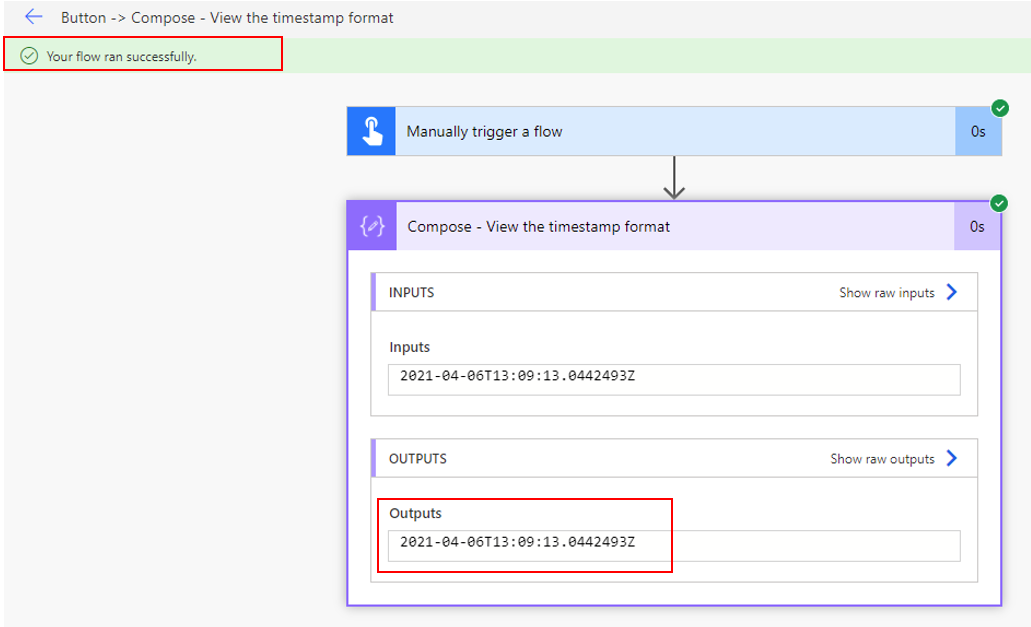 Button -> Compose - View the timestamp format
Your flow ran successfully.
Manually trigger a flow 0s
Compose - View the timestamp format 0s
INPUTS Show raw inputs
Inputs
2021-04-06T13:09:13.0442493Z
OUTPUTS Show raw outputs
Outputs
2021-04-06T13:09:13.0442493Z